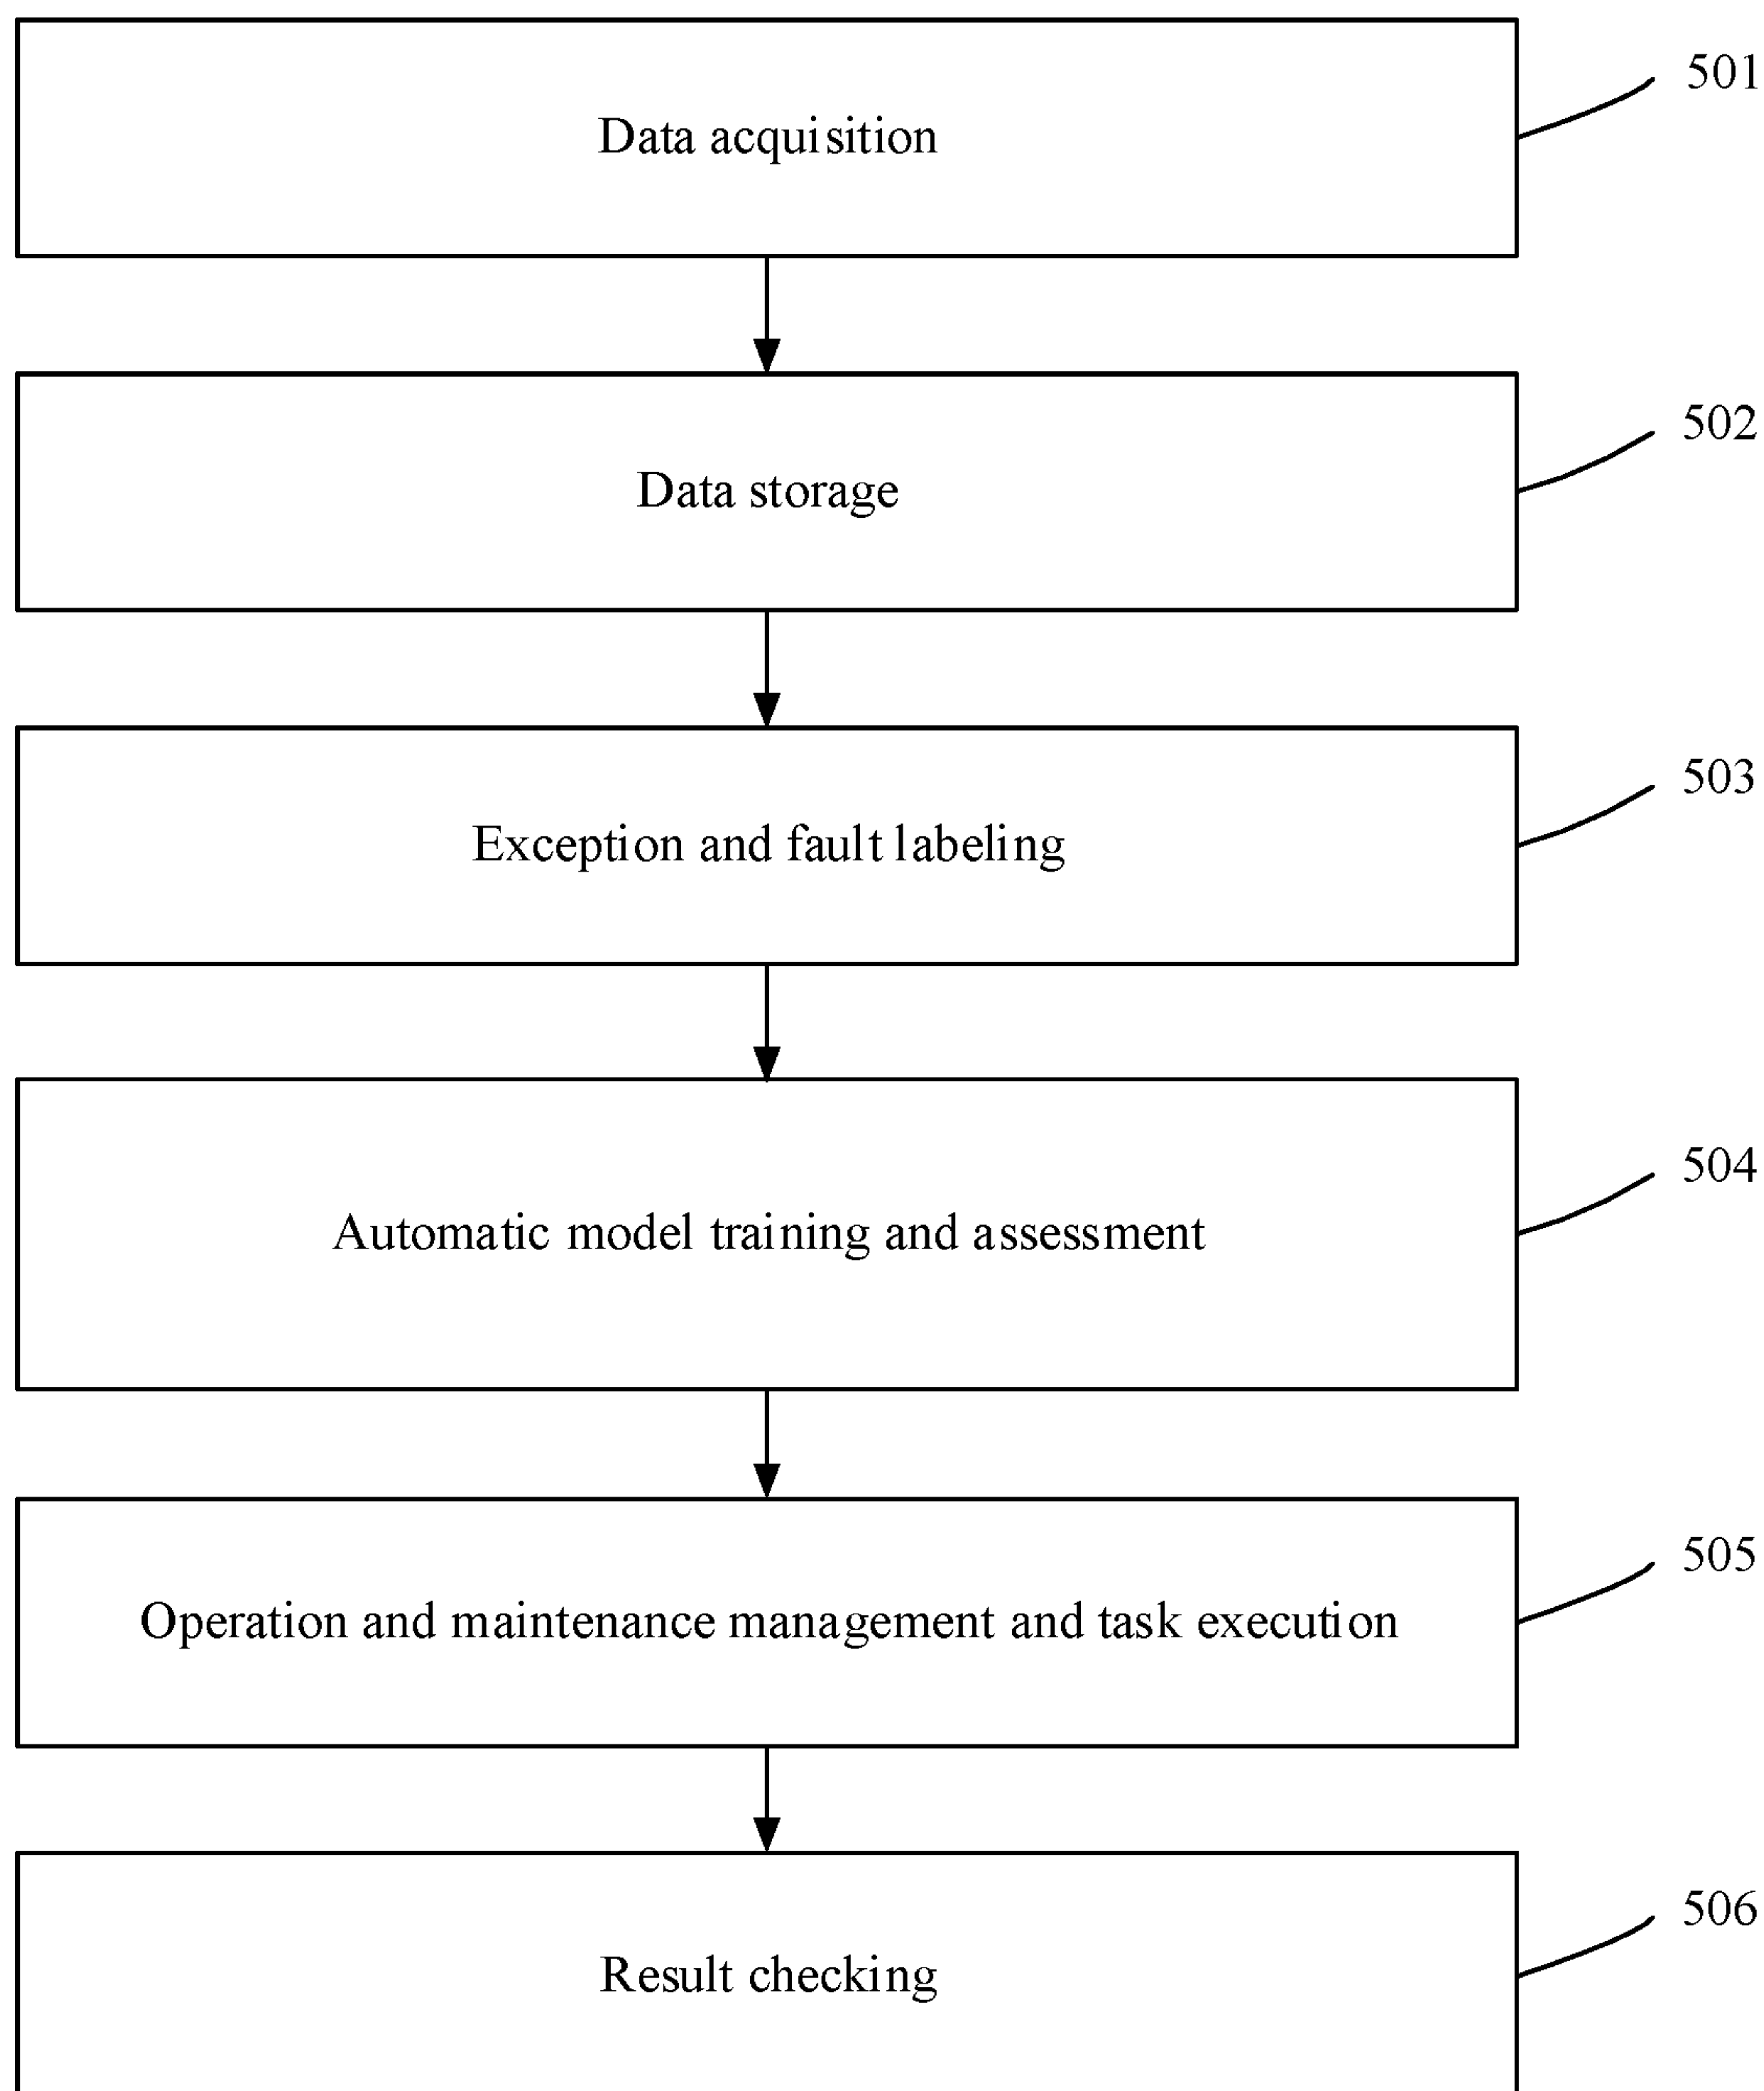 Data acquisition
501
Data storage
502
Exception and fault labeling
503
Automatic model training and assessment
504
Operation and maintenance management and task execution
505
Result checking
506